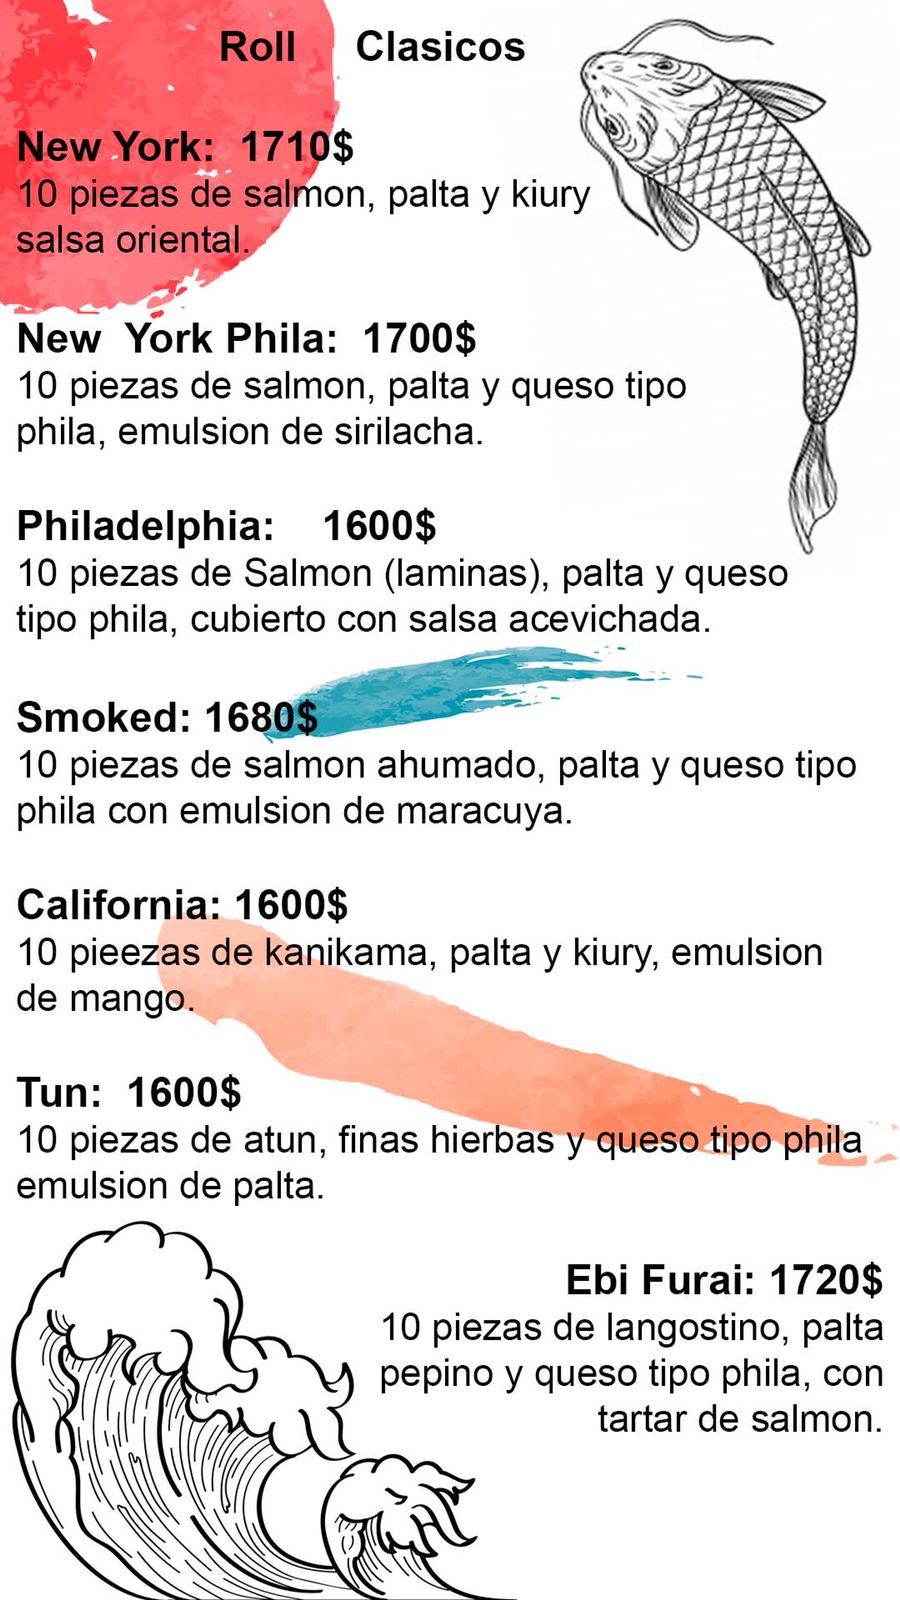 Roll Clasicos
New York: 1710$
10 piezas de salmon, palta y kiury
salsa oriental.
New York Phila: 1700$
10 piezas de salmon, palta y queso tipo
phila, emulsion de sirilacha.
Philadelphia: 1600$
10 piezas de Salmon (laminas), palta y queso
tipo phila, cubierto con salsa acevichada.
Smoked: 1680$
10 piezas de salmon ahumado, palta y queso tipo
phila con emulsion de maracuya.
California: 1600$
10 pieezas de kanikama, palta y kiury, emulsion
de mango.
Tun: 1600$
10 piezas de atun, finas hierbas y queso tipo phila
emulsion de palta.
Ebi Furai: 1720$
10 piezas de langostino, palta
pepino y queso tipo phila, con
tartar de salmon.